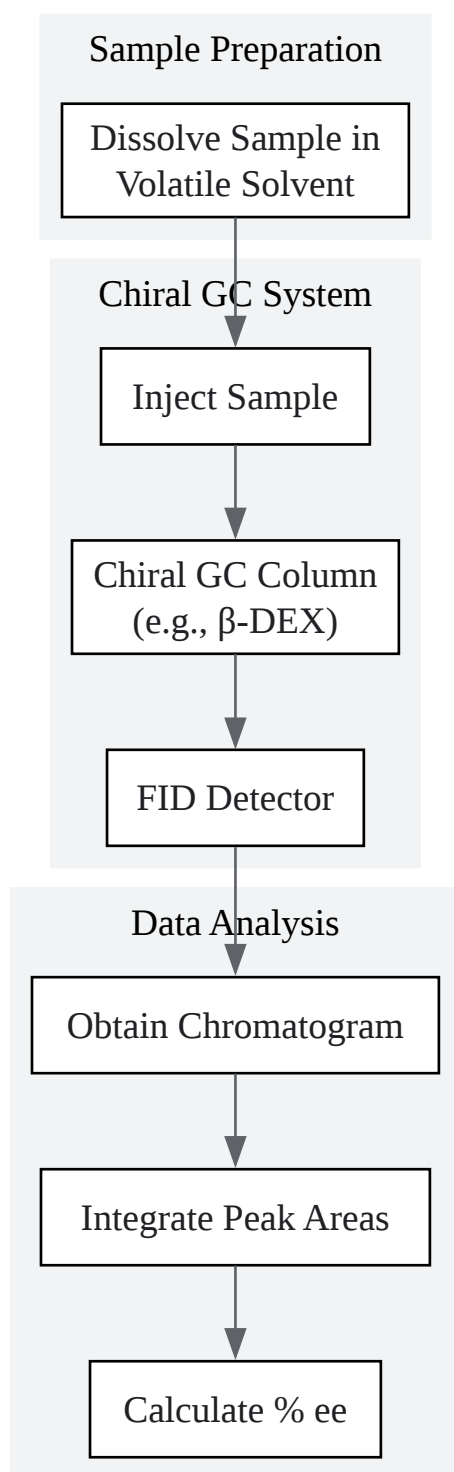 Sample Preparation
Dissolve Sample in
Volatile Solvent
Chiral GC System
Inject Sample
Chiral GC Column
(e.g., β-DEX)
FID Detector
Data Analysis
Obtain Chromatogram
Integrate Peak Areas
Calculate % ee